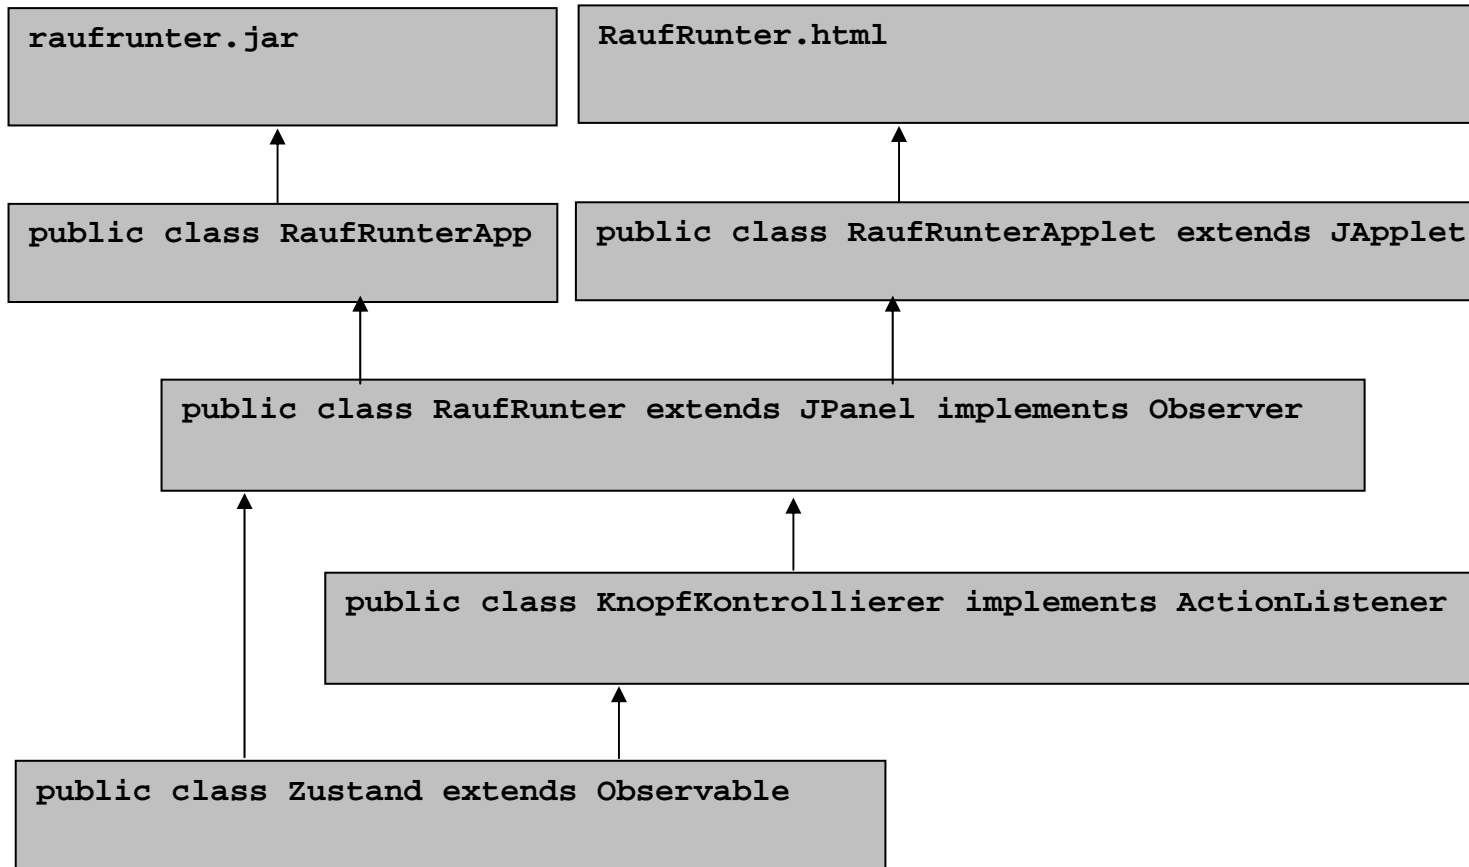 raufrunter.jar
RaufRunter.html
public class RaufRunterApp
public class RaufRunterApplet extends JApplet
public class RaufRunter extends JPanel implements Observer
public class KnopfKontrollierer implements ActionListener
public class Zustand extends Observable